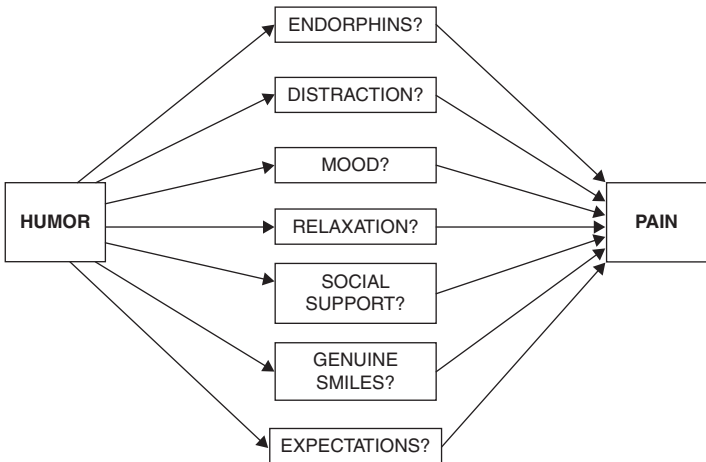 ENDORPHINS?
DISTRACTION?
MOOD?
HUMOR
RELAXATION?
PAIN
SOCIAL
SUPPORT?
GENUINE
SMILES?
EXPECTATIONS?